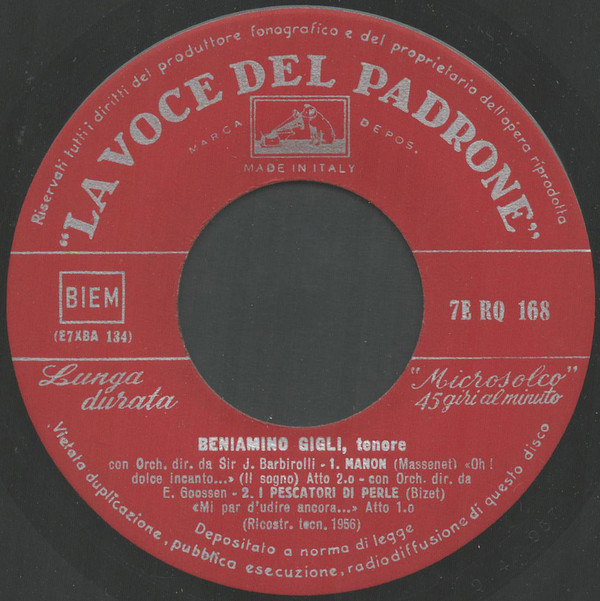 Riservati tutti i diritti del produttore fonografico e del proprietario dell'opera riprodotta
"LA VOCE DEL PADRONE"
MARCA DEPOS.
MADE IN ITALY
BIEM
(E7XBA 134)
7E RQ 168
Lunga
durata
"Microsolco"
45 giri al minuto
BENIAMINO GIGLI, tenore
con Orch. dir. da Sir J. Barbirolli - 1. MANON (Massenet) «Oh!
dolce incanto...» (Il sogno) Atto 2.o - con Orch. dir. da
E. Goossen - 2. I PESCATORI DI PERLE (Bizet)
«Mi par d'udire ancora...» Atto 1.o
(Ricostr. tecn. 1956)
Depositato a norma di legge
Vietata duplicazione, pubblica esecuzione, radiodiffusione di questo disco